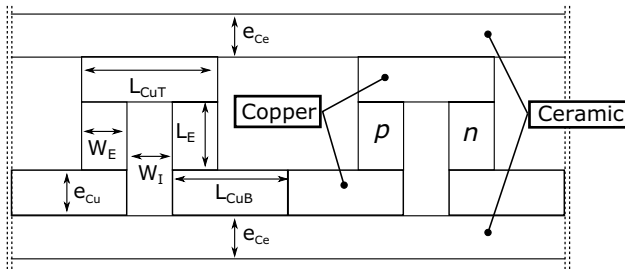 e_Ce
L_CuT
Copper
Ceramic
W_E
L_E
p
n
W_I
e_Cu
L_CuB
e_Ce